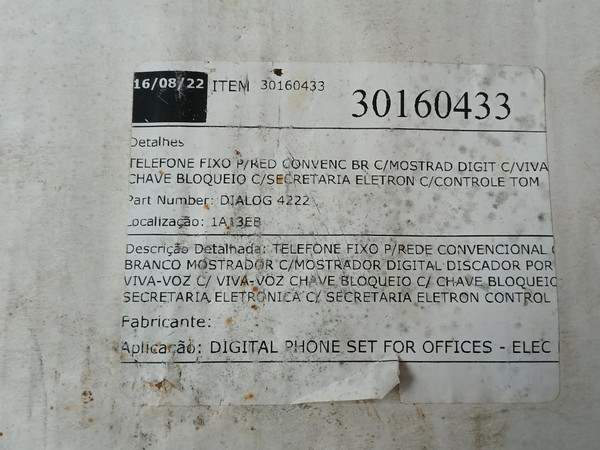 16/08/22 ITEM 30160433
30160433
Detalhes
TELEFONE FIXO P/RED CONVENC BR C/MOSTRAD DIGIT C/VIVA
CHAVE BLOQUEIO C/SECRETARIA ELETRON C/CONTROLE TOM
Part Number: DIALOG 4222
Localização: 1A13EB
Descrição Detalhada: TELEFONE FIXO P/REDE CONVENCIONAL
BRANCO MOSTRADOR C/MOSTRADOR DIGITAL DISCADOR POR
VIVA-VOZ C/ VIVA-VOZ CHAVE BLOQUEIO C/ CHAVE BLOQUEIO
SECRETARIA ELETRONICA C/ SECRETARIA ELETRON CONTROL
Fabricante:
Aplicação: DIGITAL PHONE SET FOR OFFICES - ELEC